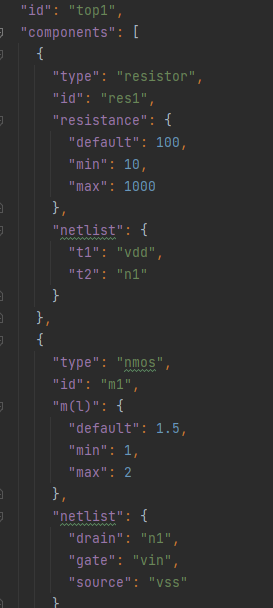 "id": "top1",
"components": [
{
"type": "resistor",
"id": "res1",
"resistance": {
"default": 100,
"min": 10,
"max": 1000
},
"netlist": {
"t1": "vdd",
"t2": "n1"
}
},
{
"type": "nmos",
"id": "m1",
"m(l)": {
"default": 1.5,
"min": 1,
"max": 2
},
"netlist": {
"drain": "n1",
"gate": "vin",
"source": "vss"
}